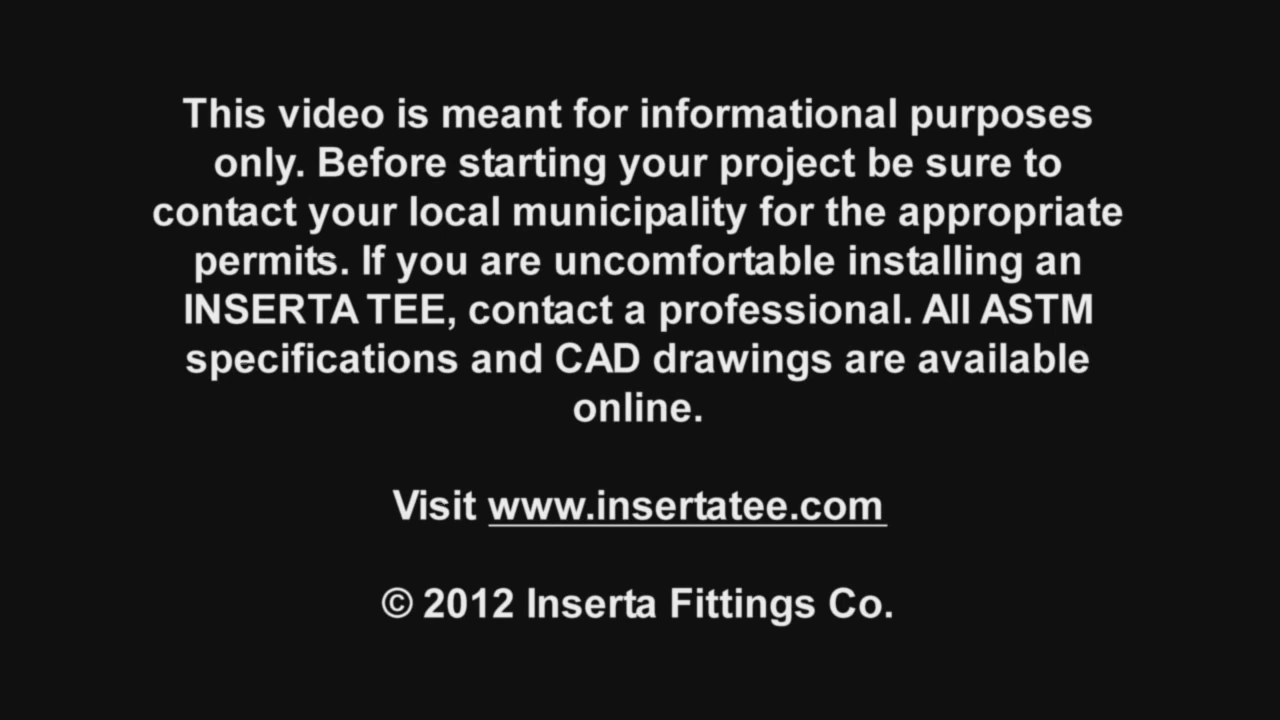 This video is meant for informational purposes
only. Before starting your project be sure to
contact your local municipality for the appropriate
permits. If you are uncomfortable installing an
INSERTA TEE, contact a professional. All ASTM
specifications and CAD drawings are available
online.
Visit www.insertatee.com
© 2012 Inserta Fittings Co.